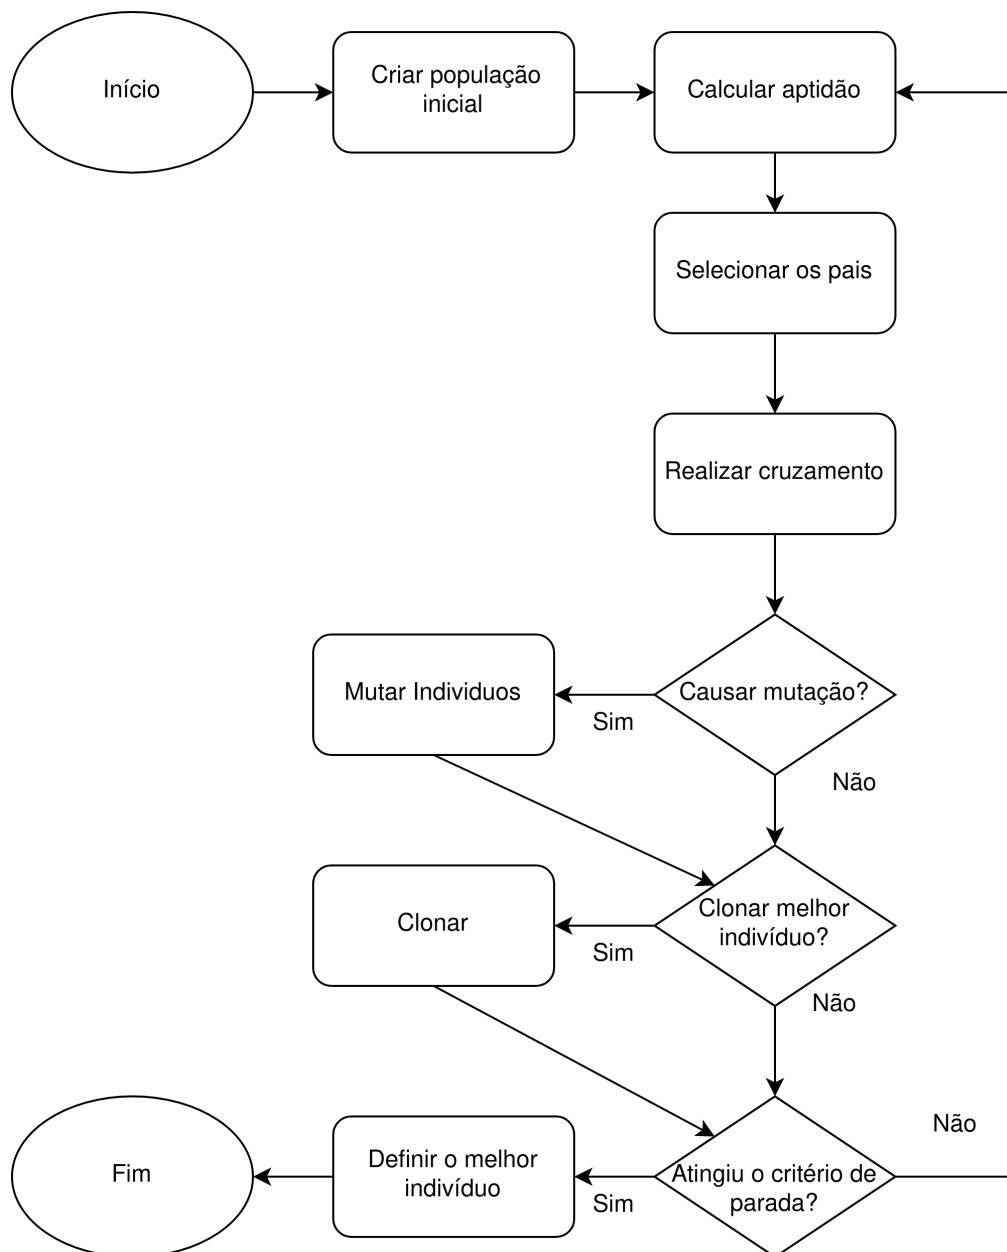 Início
Criar população
inicial
Calcular aptidão
Selecionar os pais
Realizar cruzamento
Causar mutação?
Sim
Mutar Individuos
Não
Clonar melhor
indivíduo?
Sim
Clonar
Não
Atingiu o critério de
parada?
Não
Sim
Definir o melhor
indivíduo
Fim